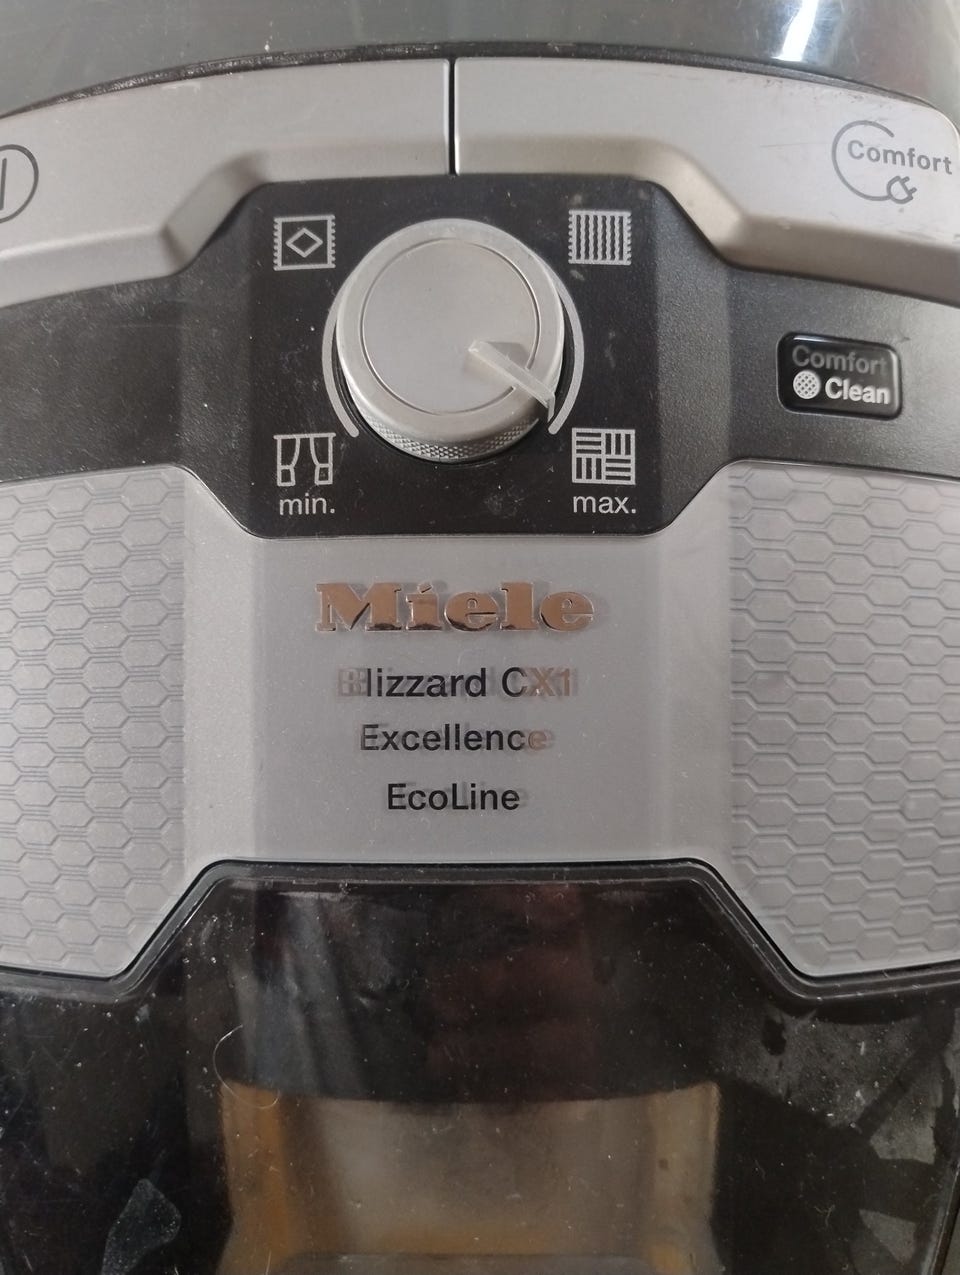 Comfort
Comfort
Clean
min.
max.
Miele
Blizzard CX1
Excellence
EcoLine